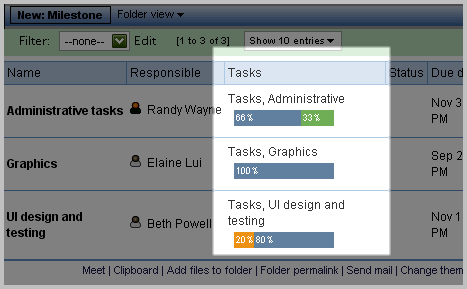 New: Milestone Folder view
Filter: --none-- Edit [1 to 3 of 3] Show 10 entries
Name Responsible Tasks Status Due d
Administrative tasks Randy Wayne Tasks, Administrative Nov 3
66% 33% PM
Graphics Elaine Lui Tasks, Graphics Sep 2
100% PM
UI design and testing Beth Powell Tasks, UI design and testing Nov 1
20% 80% PM
Meet | Clipboard | Add files to folder | Folder permalink | Send mail | Change them